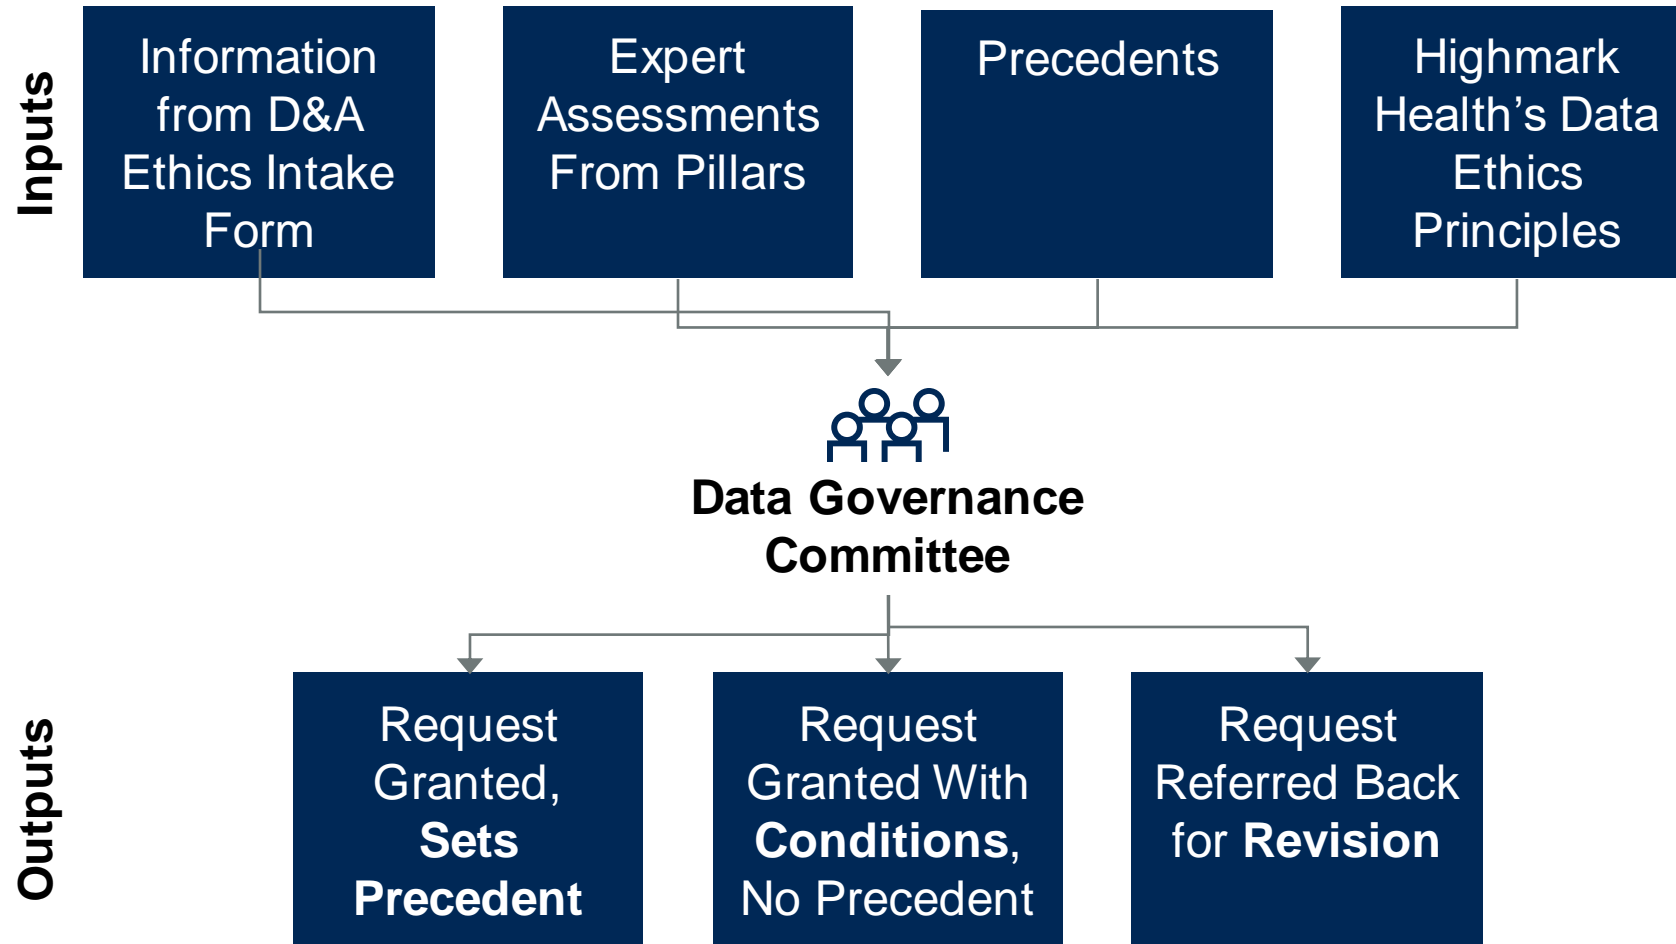 Inputs
Information
from D&A
Ethics Intake
Form
Expert
Assessments
From Pillars
Precedents
Highmark
Health’s Data
Ethics
Principles
Data Governance
Committee
Outputs
Request
Granted,
Sets
Precedent
Request
Granted With
Conditions,
No Precedent
Request
Referred Back
for Revision